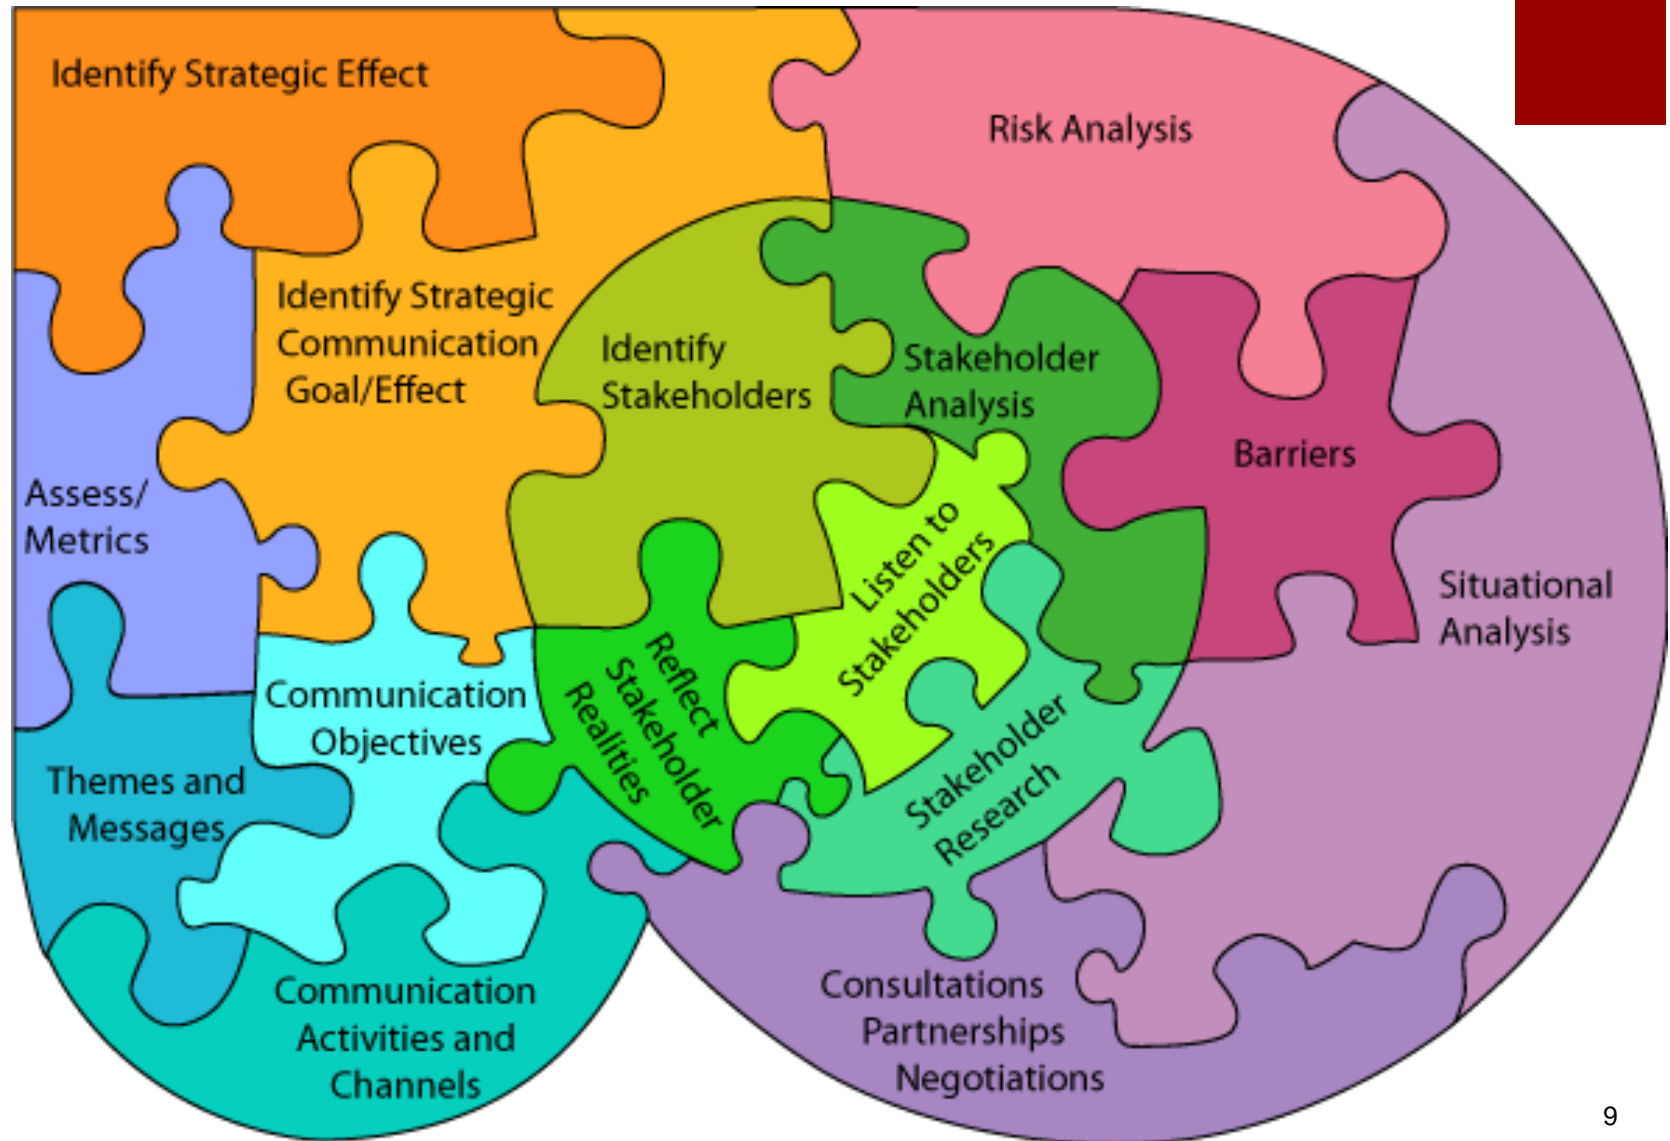 Identify Strategic Effect
Risk Analysis
Identify Strategic
Communication
Goal/Effect
Identify
Stakeholders
Stakeholder
Analysis
Barriers
Assess/
Metrics
Listen to
Stakeholders
Situational
Analysis
Reflect
Stakeholder
Realities
Communication
Objectives
Stakeholder
Research
Themes and
Messages
Communication
Activities and
Channels
Consultations
Partnerships
Negotiations
9